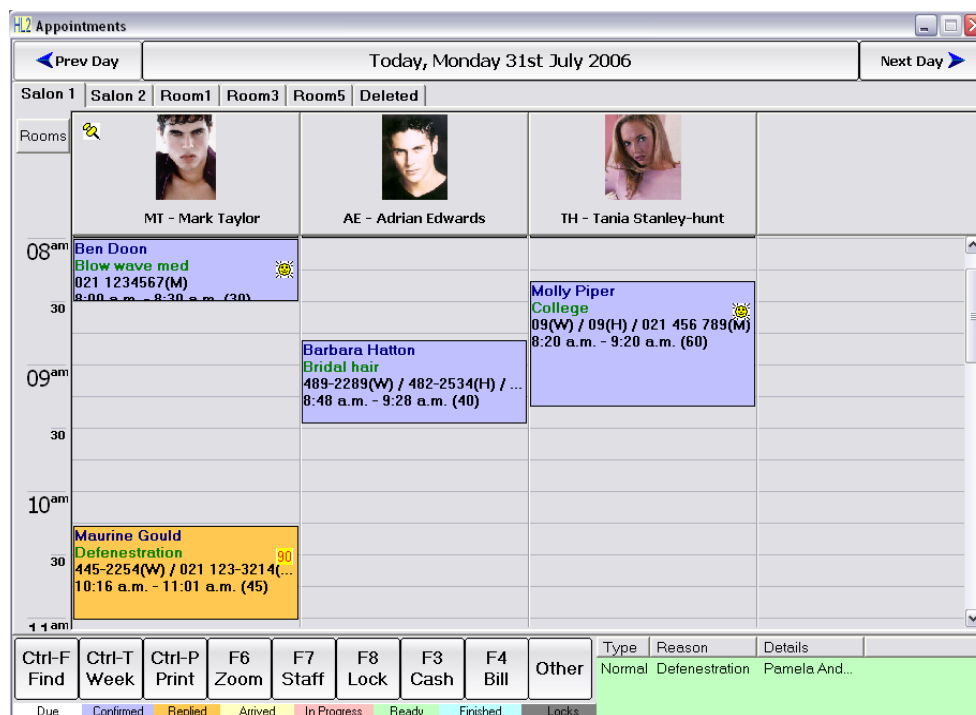 HL2 Appointments
Prev Day
Today, Monday 31st July 2006
Next Day
Salon 1 Salon 2 Room1 Room3 Room5 Deleted
Rooms
MT - Mark Taylor
AE - Adrian Edwards
TH - Tania Stanley-hunt
08am
30
09am
30
10am
30
11am
Ben Doon
Blow wave med
021 1234567(M)
8:00 a.m. - 8:30 a.m. (30)
Maurine Gould
Defenestration
90
445-2254(W) / 021 123-3214(...
10:16 a.m. - 11:01 a.m. (45)
Barbara Hatton
Bridal hair
489-2289(W) / 482-2534(H) / ...
8:48 a.m. - 9:28 a.m. (40)
Molly Piper
College
09(W) / 09(H) / 021 456 789(M)
8:20 a.m. - 9:20 a.m. (60)
Ctrl-F Find
Ctrl-T Week
Ctrl-P Print
F6 Zoom
F7 Staff
F8 Lock
F3 Cash
F4 Bill
Other
Type Reason Details
Normal Defenestration Pamela And...
Due Confirmed Replied Arrived In Progress Ready Finished Locks